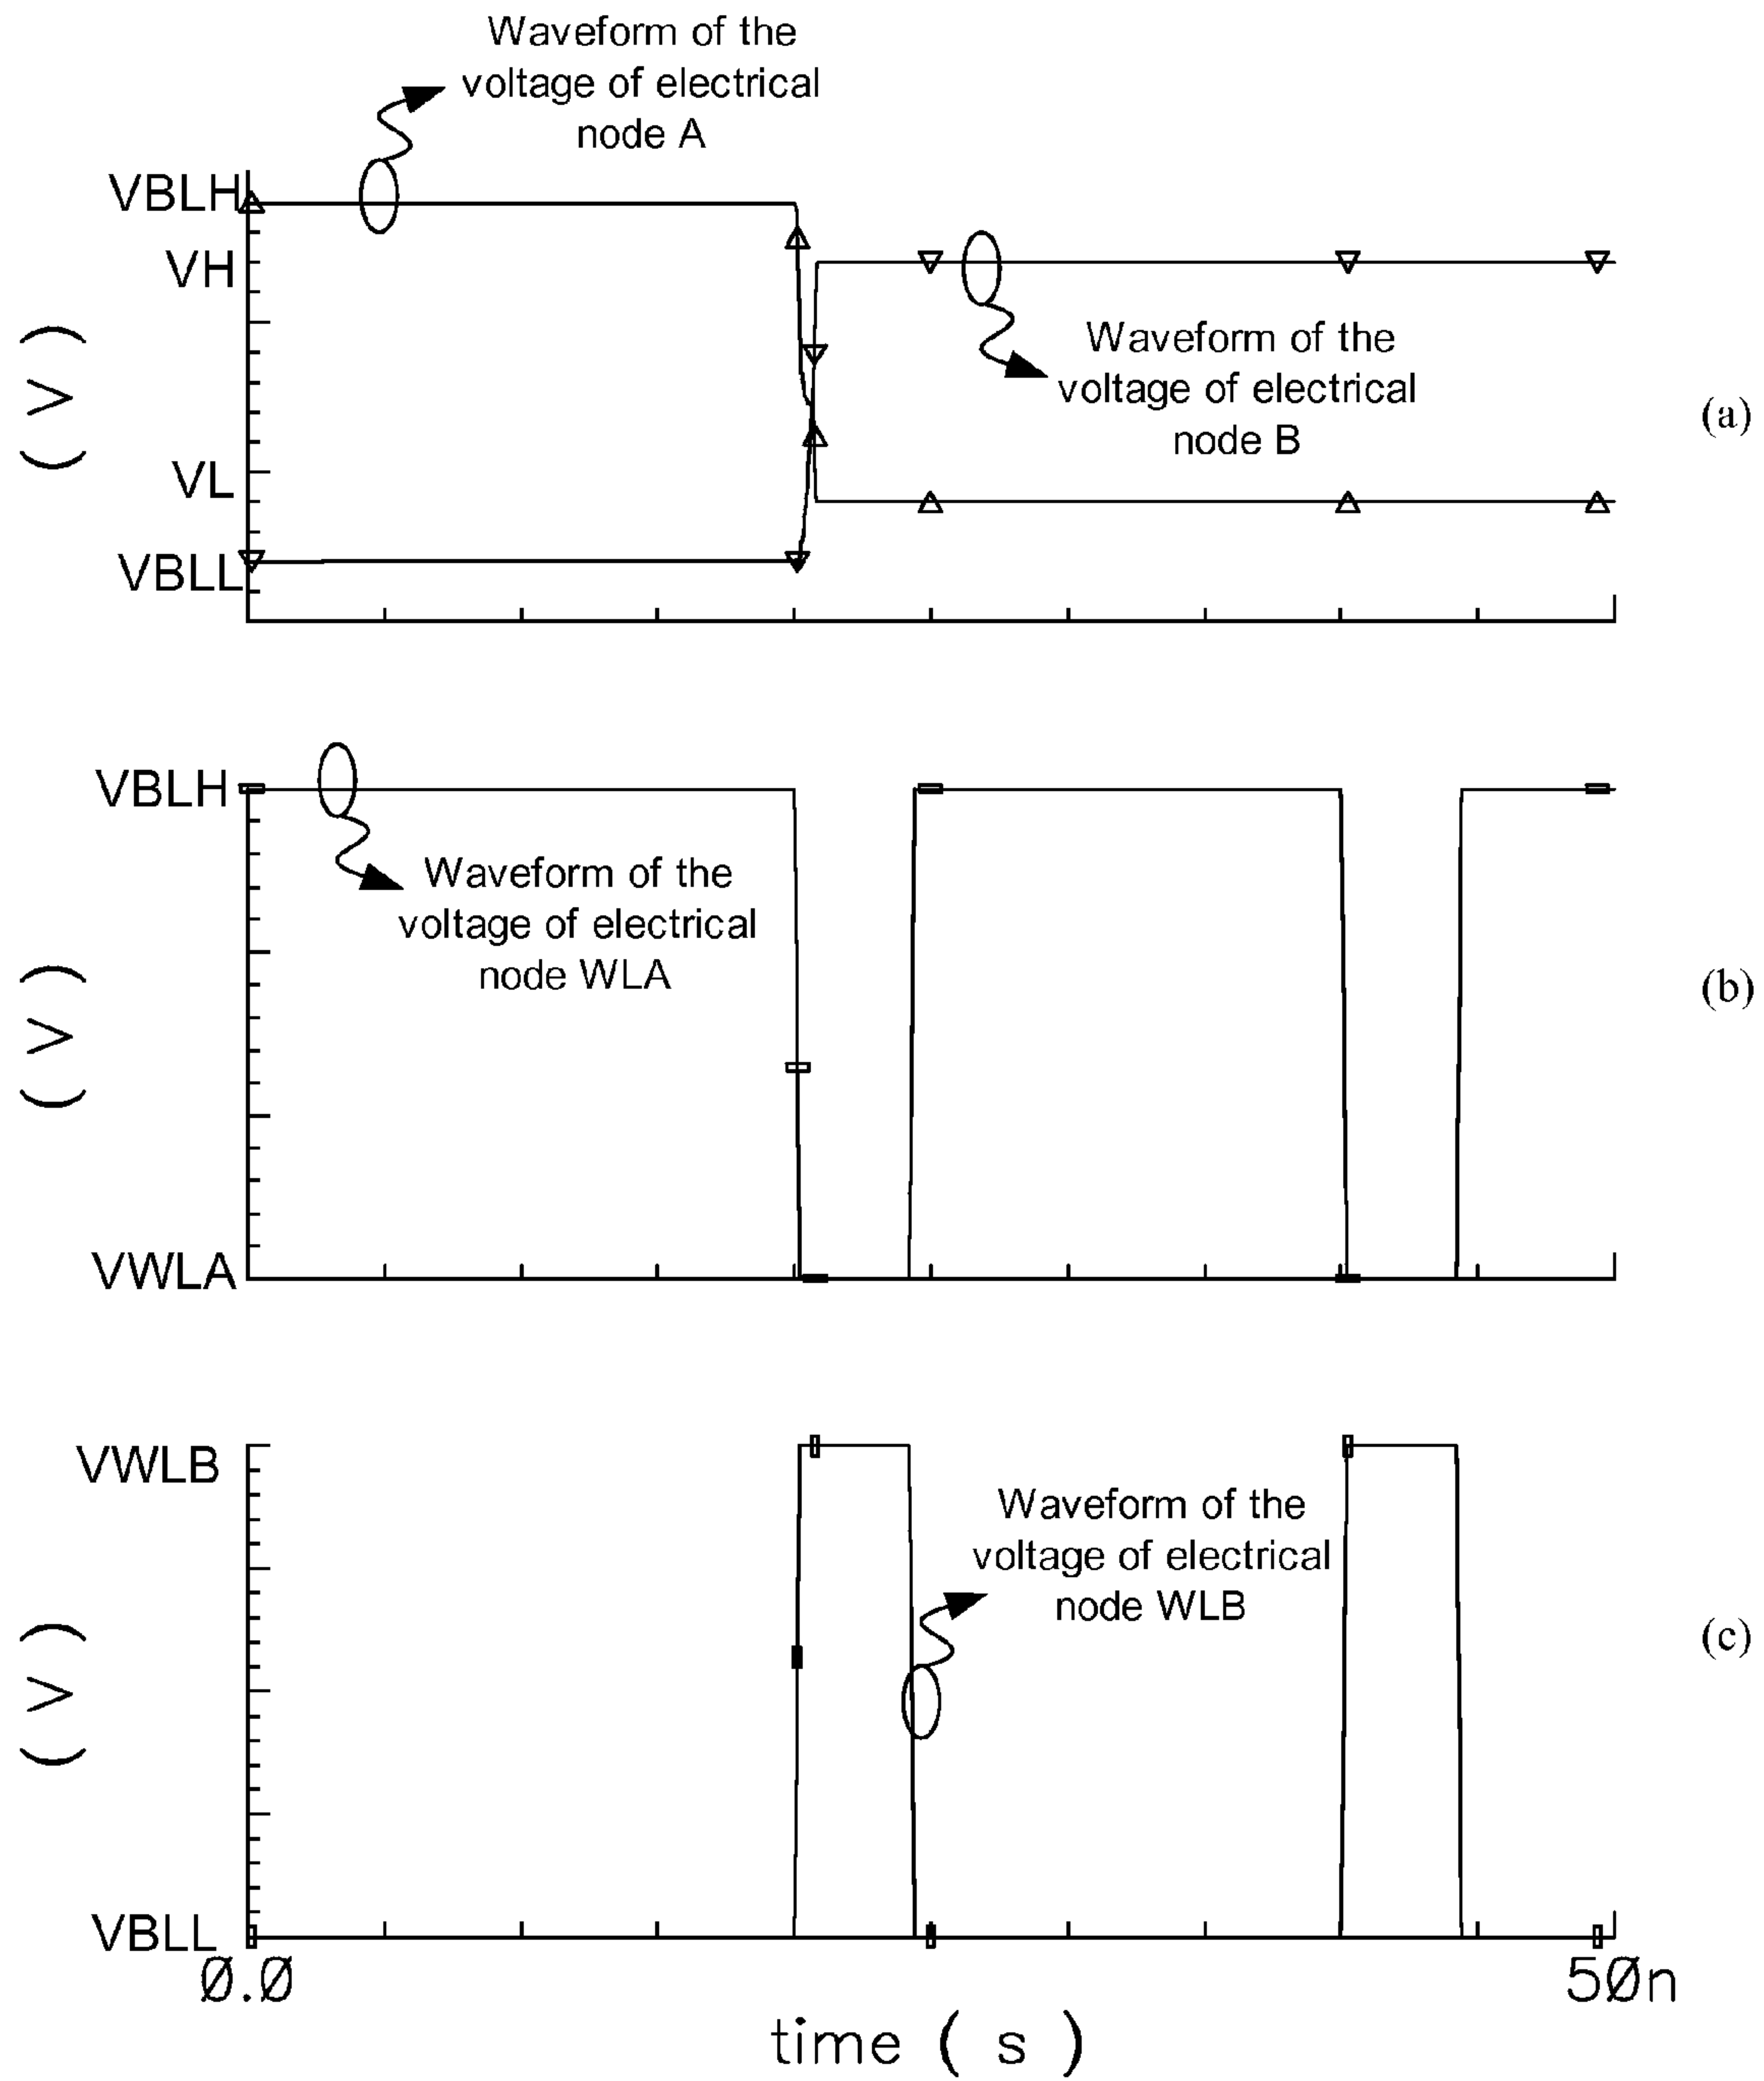 Waveform of the
voltage of electrical
node A
VBLH
VH
Waveform of the
voltage of electrical
node B
( V )
(a)
VL
VBLL
VBLH
Waveform of the
voltage of electrical
node WLA
( V )
(b)
VWLA
VWLB
Waveform of the
voltage of electrical
node WLB
( V )
(c)
VBLL
0.0
50n
time ( s )